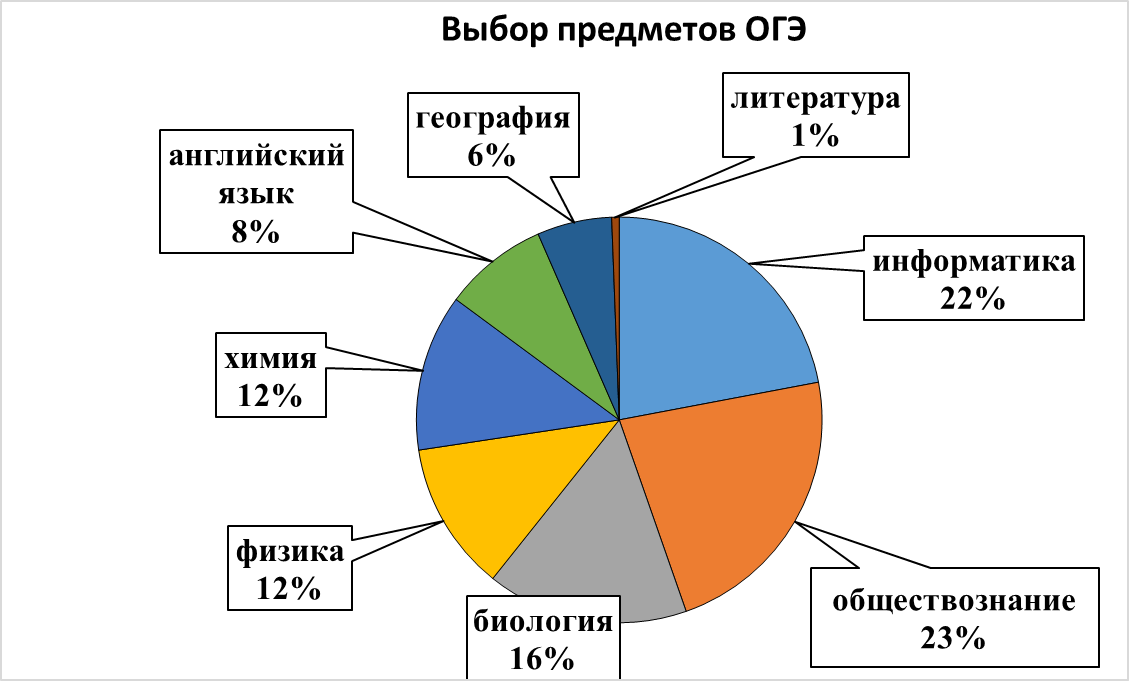 Выбор предметов ОГЭ
литература
1%
география
6%
английский
язык
8%
информатика
22%
химия
12%
физика
12%
обществознание
23%
биология
16%